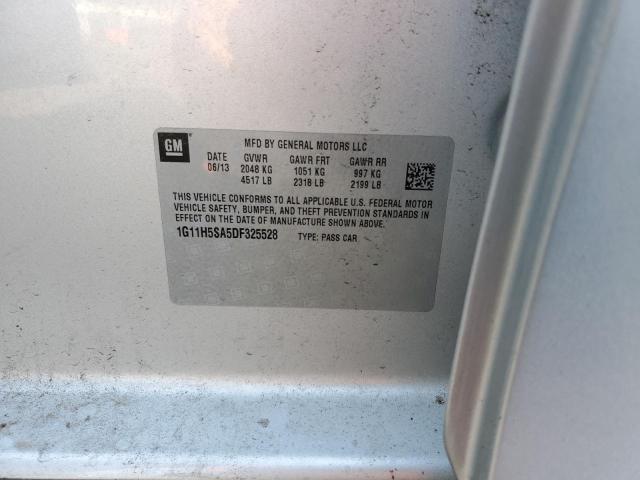 GM
MFD BY GENERAL MOTORS LLC
DATE GVWR GAWR FRT GAWR RR
06/13 2048 KG 1051 KG 997 KG
4517 LB 2318 LB 2199 LB
THIS VEHICLE CONFORMS TO ALL APPLICABLE U.S. FEDERAL MOTOR
VEHICLE SAFETY, BUMPER, AND THEFT PREVENTION STANDARDS IN
EFFECT ON THE DATE OF MANUFACTURE SHOWN ABOVE.
1G11H5SA5DF325528 TYPE: PASS CAR